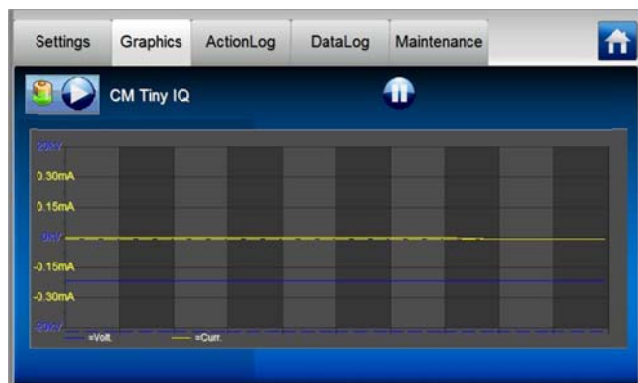 Settings Graphics ActionLog DataLog Maintenance
CM Tiny IQ
20kV
0.30mA
0.15mA
0kV
-0.15mA
-0.30mA
-20kV
=Volt. =Curr.